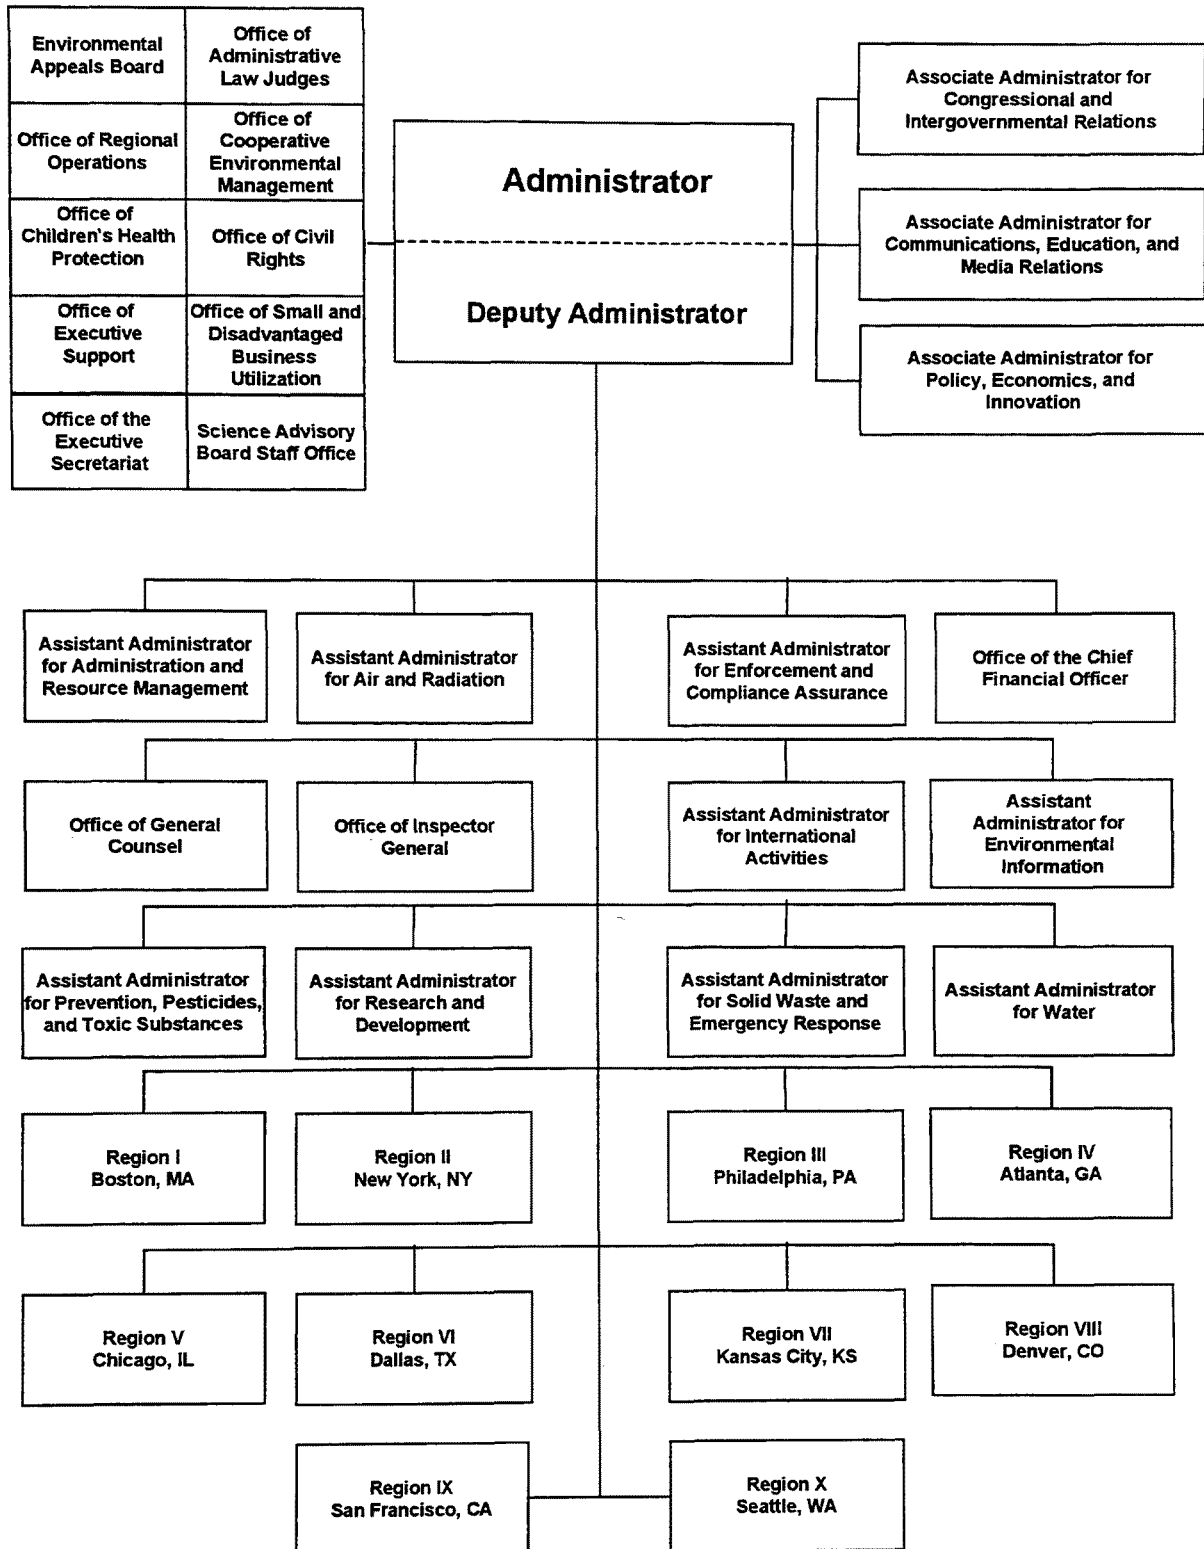 Environmental
Appeals Board
Office of
Administrative
Law Judges
Office of Regional
Operations
Office of
Cooperative
Environmental
Management
Office of
Children's Health
Protection
Office of Civil
Rights
Office of
Executive
Support
Office of Small and
Disadvantaged
Business
Utilization
Office of the
Executive
Secretariat
Science Advisory
Board Staff Office
Administrator
Deputy Administrator
Associate Administrator for
Congressional and
Intergovernmental Relations
Associate Administrator for
Communications, Education, and
Media Relations
Associate Administrator for
Policy, Economics, and
Innovation
Assistant Administrator
for Administration and
Resource Management
Assistant Administrator
for Air and Radiation
Assistant Administrator
for Enforcement and
Compliance Assurance
Office of the Chief
Financial Officer
Office of General
Counsel
Office of Inspector
General
Assistant Administrator
for International
Activities
Assistant
Administrator for
Environmental
Information
Assistant Administrator
for Prevention, Pesticides,
and Toxic Substances
Assistant Administrator
for Research and
Development
Assistant Administrator
for Solid Waste and
Emergency Response
Assistant Administrator
for Water
Region I
Boston, MA
Region II
New York, NY
Region III
Philadelphia, PA
Region IV
Atlanta, GA
Region V
Chicago, IL
Region VI
Dallas, TX
Region VII
Kansas City, KS
Region VIII
Denver, CO
Region IX
San Francisco, CA
Region X
Seattle, WA